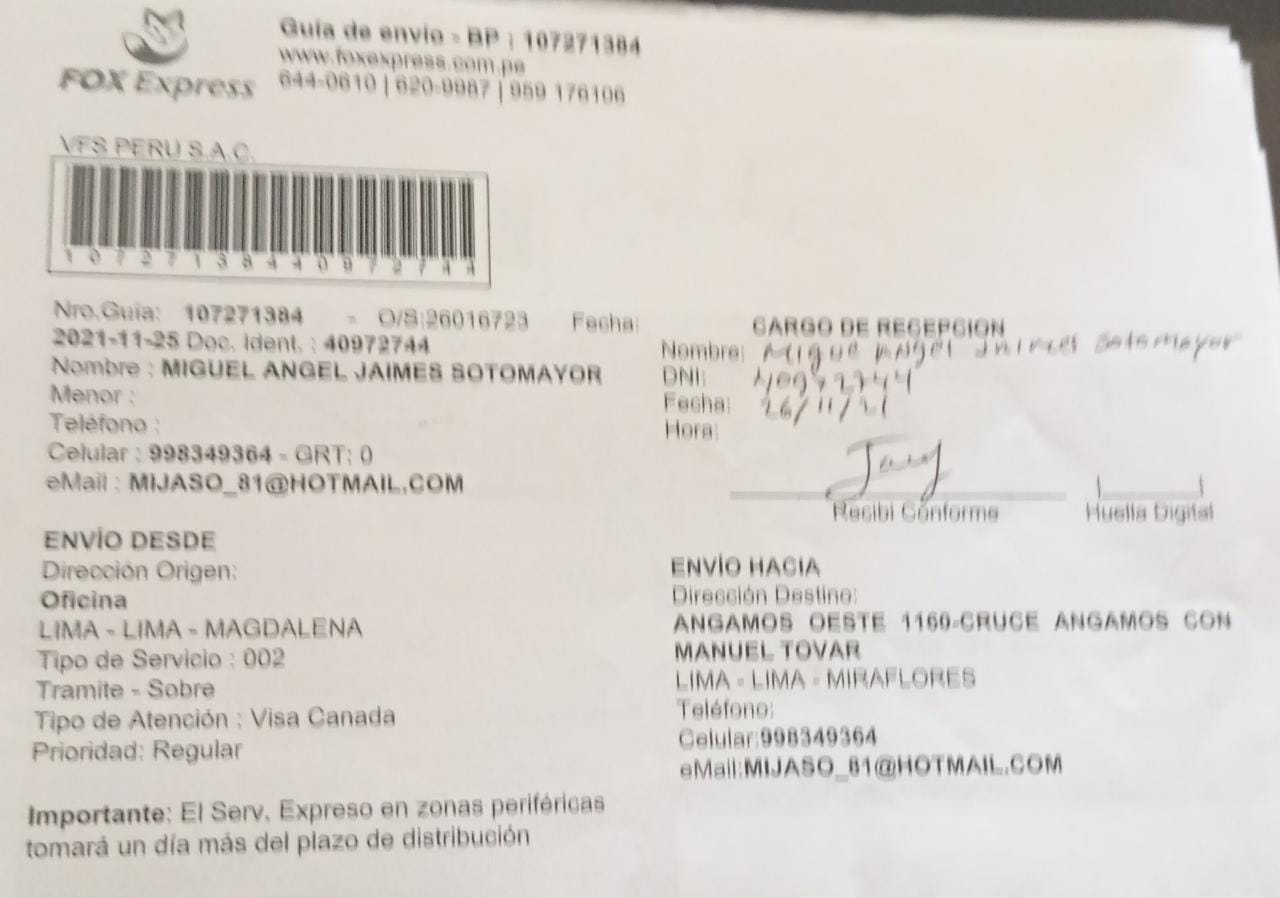 FOX Express
Guía de envío - BP : 107271384
www.foxexpress.com.pe
644-0610 | 620-9987 | 959 176106
VFS PERU S.A.C.
10727138440972744
Nro.Guía: 107271384 - O/S:26016723 Fecha:
2021-11-25 Doc. Ident. : 40972744
Nombre : MIGUEL ANGEL JAIMES SOTOMAYOR
Menor :
Teléfono :
Celular : 998349364 - GRT: 0
eMail : MIJASO_81@HOTMAIL.COM
CARGO DE RECEPCION
Nombre: Miguel Angel Jaimes Sotomayor
DNI: 40972744
Fecha: 26/11/21
Hora:
Recibí Conforme
Huella Digital
ENVÍO DESDE
Dirección Origen:
Oficina
LIMA - LIMA - MAGDALENA
Tipo de Servicio : 002
Tramite - Sobre
Tipo de Atención : Visa Canada
Prioridad: Regular
ENVÍO HACIA
Dirección Destino:
ANGAMOS OESTE 1160-CRUCE ANGAMOS CON
MANUEL TOVAR
LIMA - LIMA - MIRAFLORES
Teléfono:
Celular:998349364
eMail:MIJASO_81@HOTMAIL.COM
Importante: El Serv. Expreso en zonas periféricas
tomará un día más del plazo de distribución